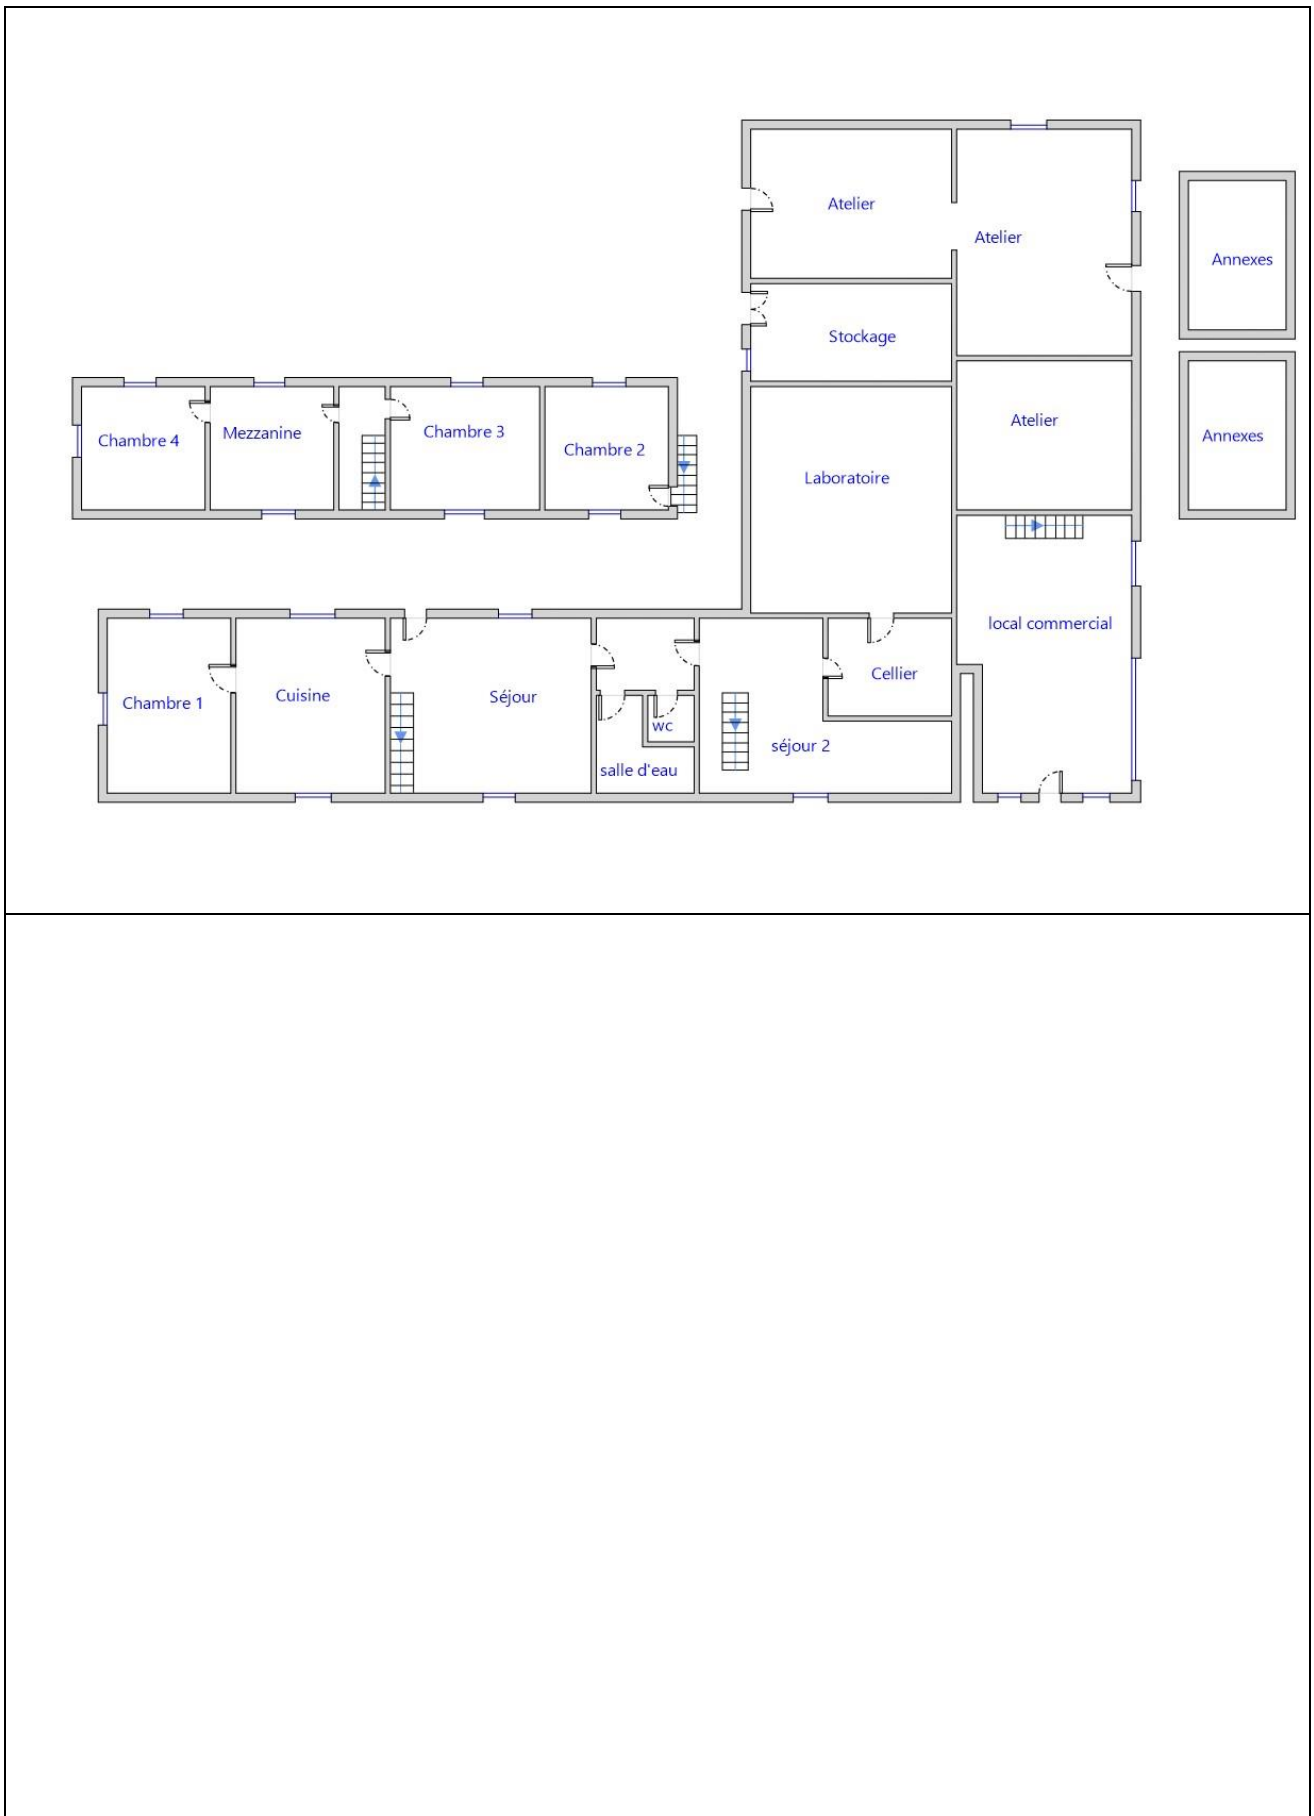 Atelier
Atelier
Annexes
Stockage
Chambre 4
Mezzanine
Chambre 3
Chambre 2
Atelier
Annexes
Laboratoire
local commercial
Chambre 1
Cuisine
Séjour
Cellier
wc
séjour 2
salle d'eau